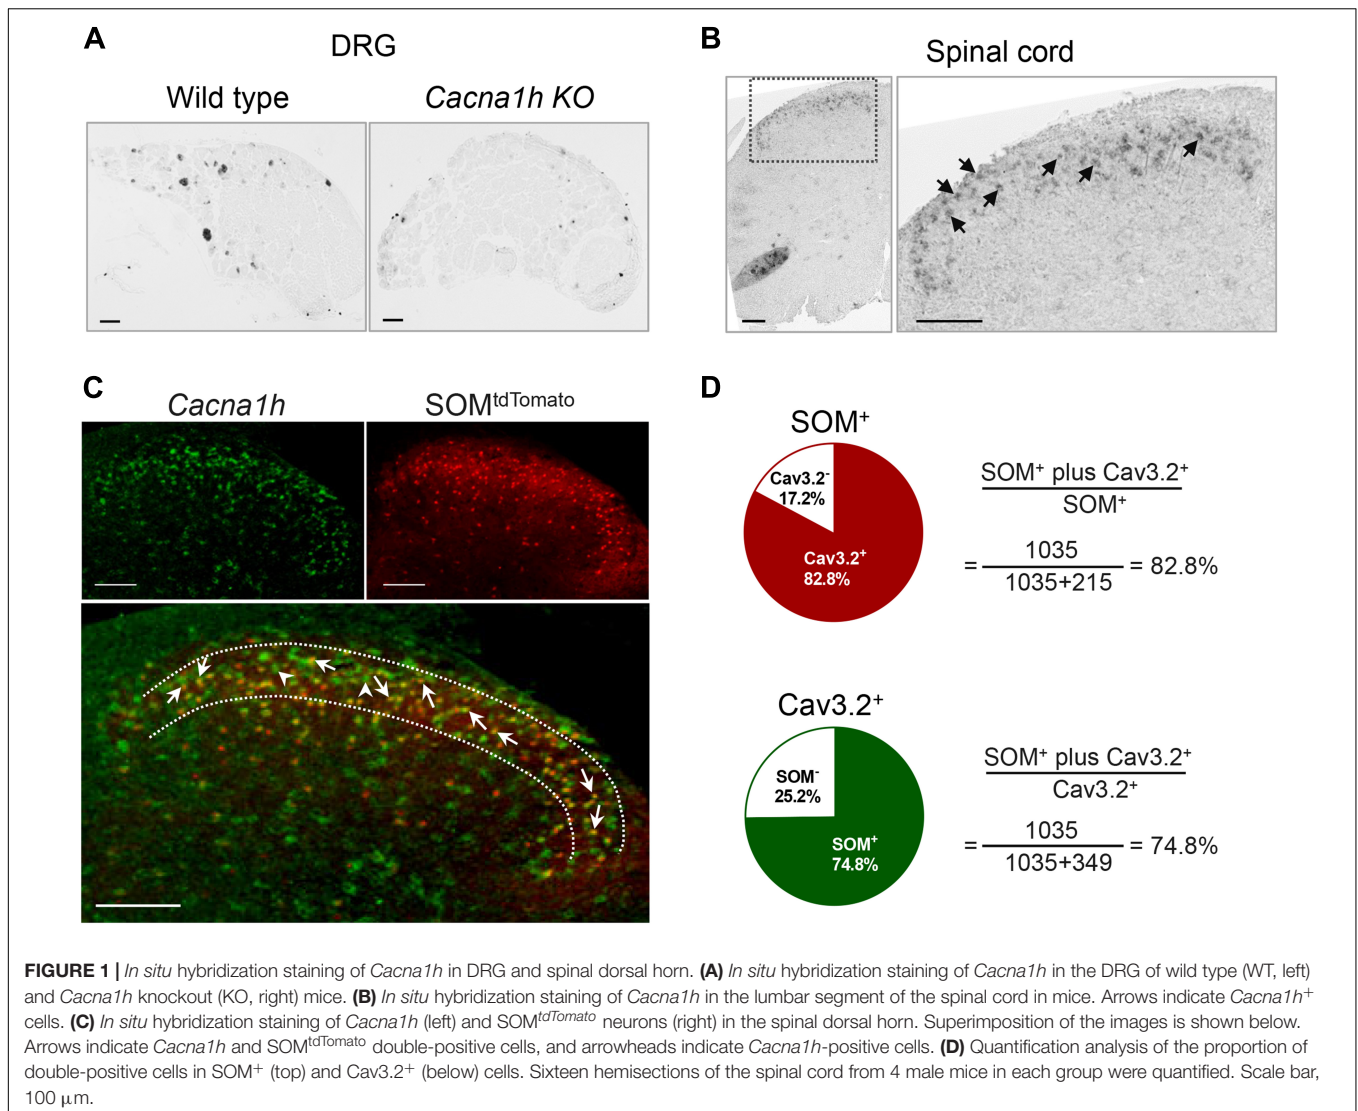 A
DRG
Wild type
Cacna1h KO
B
Spinal cord
C
Cacna1h
SOM^tdTomato
D
SOM⁺
Cav3.2⁻
17.2%
Cav3.2⁺
82.8%
SOM⁺ plus Cav3.2⁺
SOM⁺
= 1035 = 82.8%
1035+215
Cav3.2⁺
SOM⁻
25.2%
SOM⁺
74.8%
SOM⁺ plus Cav3.2⁺
Cav3.2⁺
= 1035 = 74.8%
1035+349
FIGURE 1 | In situ hybridization staining of Cacna1h in DRG and spinal dorsal horn. (A) In situ hybridization staining of Cacna1h in the DRG of wild type (WT, left)
and Cacna1h knockout (KO, right) mice. (B) In situ hybridization staining of Cacna1h in the lumbar segment of the spinal cord in mice. Arrows indicate Cacna1h⁺
cells. (C) In situ hybridization staining of Cacna1h (left) and SOM^tdTomato neurons (right) in the spinal dorsal horn. Superimposition of the images is shown below.
Arrows indicate Cacna1h and SOM^tdTomato double-positive cells, and arrowheads indicate Cacna1h-positive cells. (D) Quantification analysis of the proportion of
double-positive cells in SOM⁺ (top) and Cav3.2⁺ (below) cells. Sixteen hemisections of the spinal cord from 4 male mice in each group were quantified. Scale bar,
100 μm.